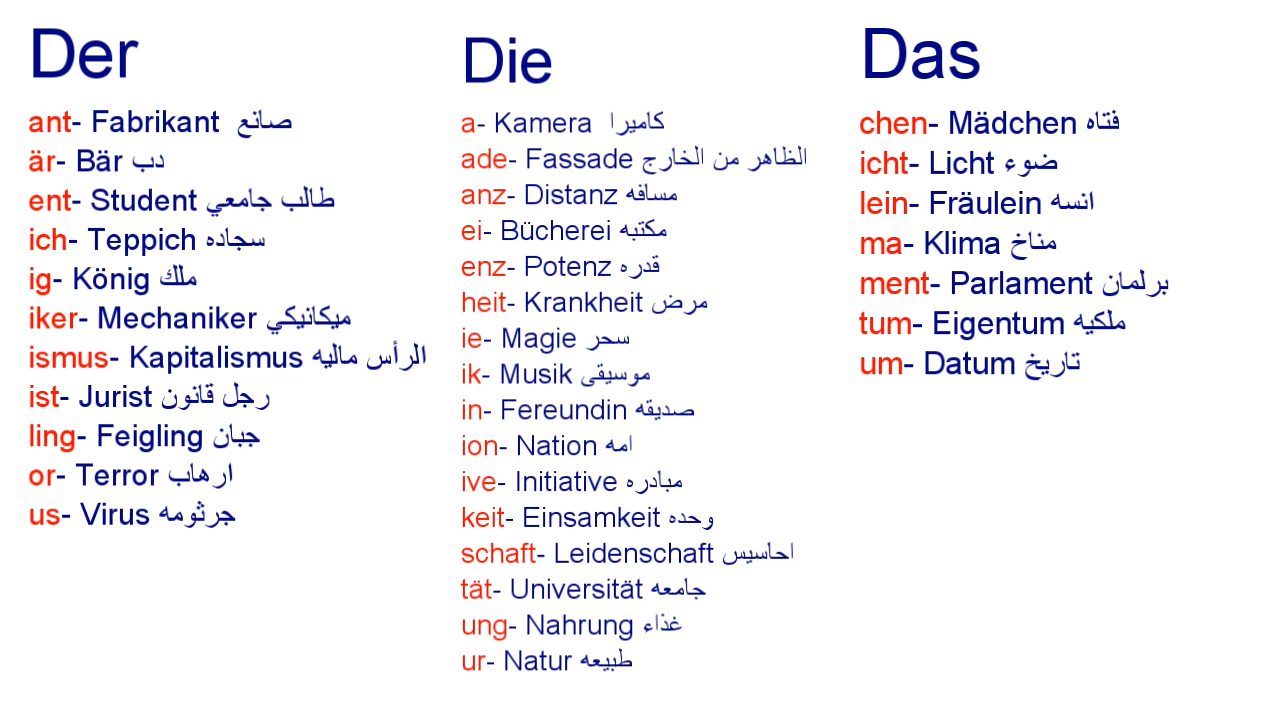 Der
ant- Fabrikant صانع
är- Bär دب
ent- Student طالب جامعي
ich- Teppich سجاده
ig- König ملك
iker- Mechaniker ميكانيكي
ismus- Kapitalismus الرأس ماليه
ist- Jurist رجل قانون
ling- Feigling جبان
or- Terror ارهاب
us- Virus جرثومه
Die
a- Kamera كاميرا
ade- Fassade الظاهر من الخارج
anz- Distanz مسافه
ei- Bücherei مكتبه
enz- Potenz قدره
heit- Krankheit مرض
ie- Magie سحر
ik- Musik موسيقى
in- Fereundin صديقه
ion- Nation امه
ive- Initiative مبادره
keit- Einsamkeit وحده
schaft- Leidenschaft احاسيس
tät- Universität جامعه
ung- Nahrung غذاء
ur- Natur طبيعه
Das
chen- Mädchen فتاه
icht- Licht ضوء
lein- Fräulein انسه
ma- Klima مناخ
ment- Parlament برلمان
tum- Eigentum ملكيه
um- Datum تاريخ